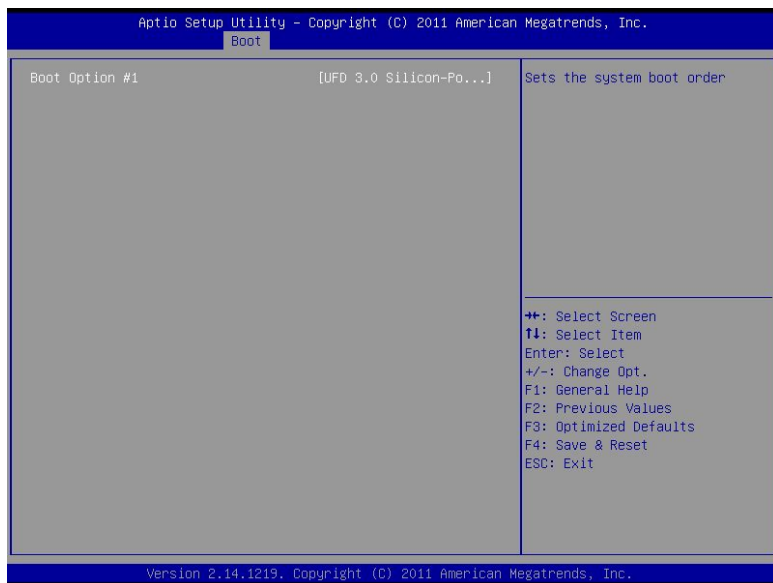 Aptio Setup Utility – Copyright (C) 2011 American Megatrends, Inc.
Boot
Boot Option #1 [UFD 3.0 Silicon-Po...]
Sets the system boot order
→←: Select Screen
↑↓: Select Item
Enter: Select
+/-: Change Opt.
F1: General Help
F2: Previous Values
F3: Optimized Defaults
F4: Save & Reset
ESC: Exit
Version 2.14.1219. Copyright (C) 2011 American Megatrends, Inc.